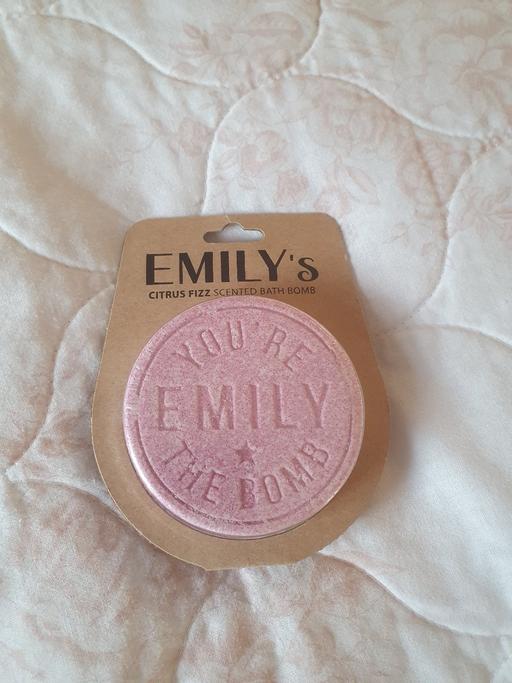 EMILY's
CITRUS FIZZ SCENTED BATH BOMB
YOU'RE
EMILY
THE BOMB